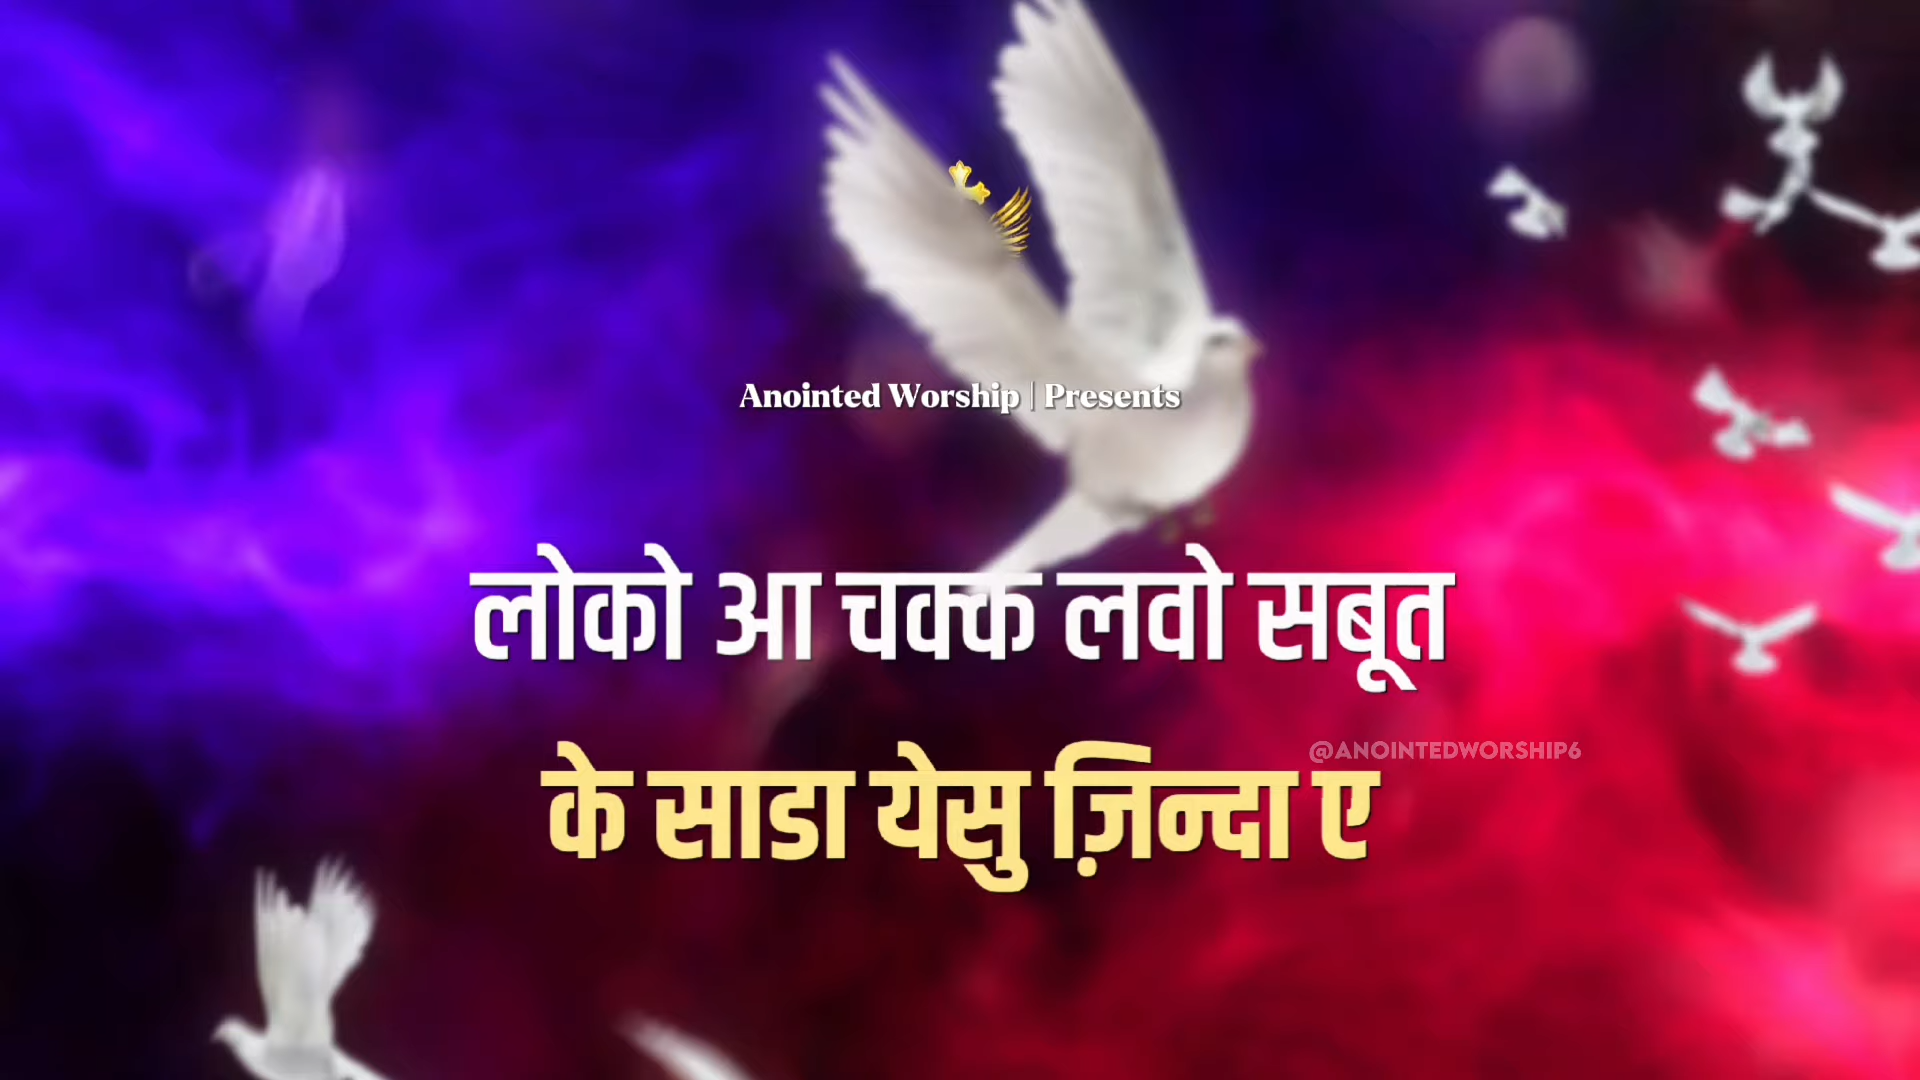 Anointed Worship | Presents
लोको आ चक्क लवो सबूत
@ANOINTEDWORSHIP6
के साडा येसु ज़िन्दा ए